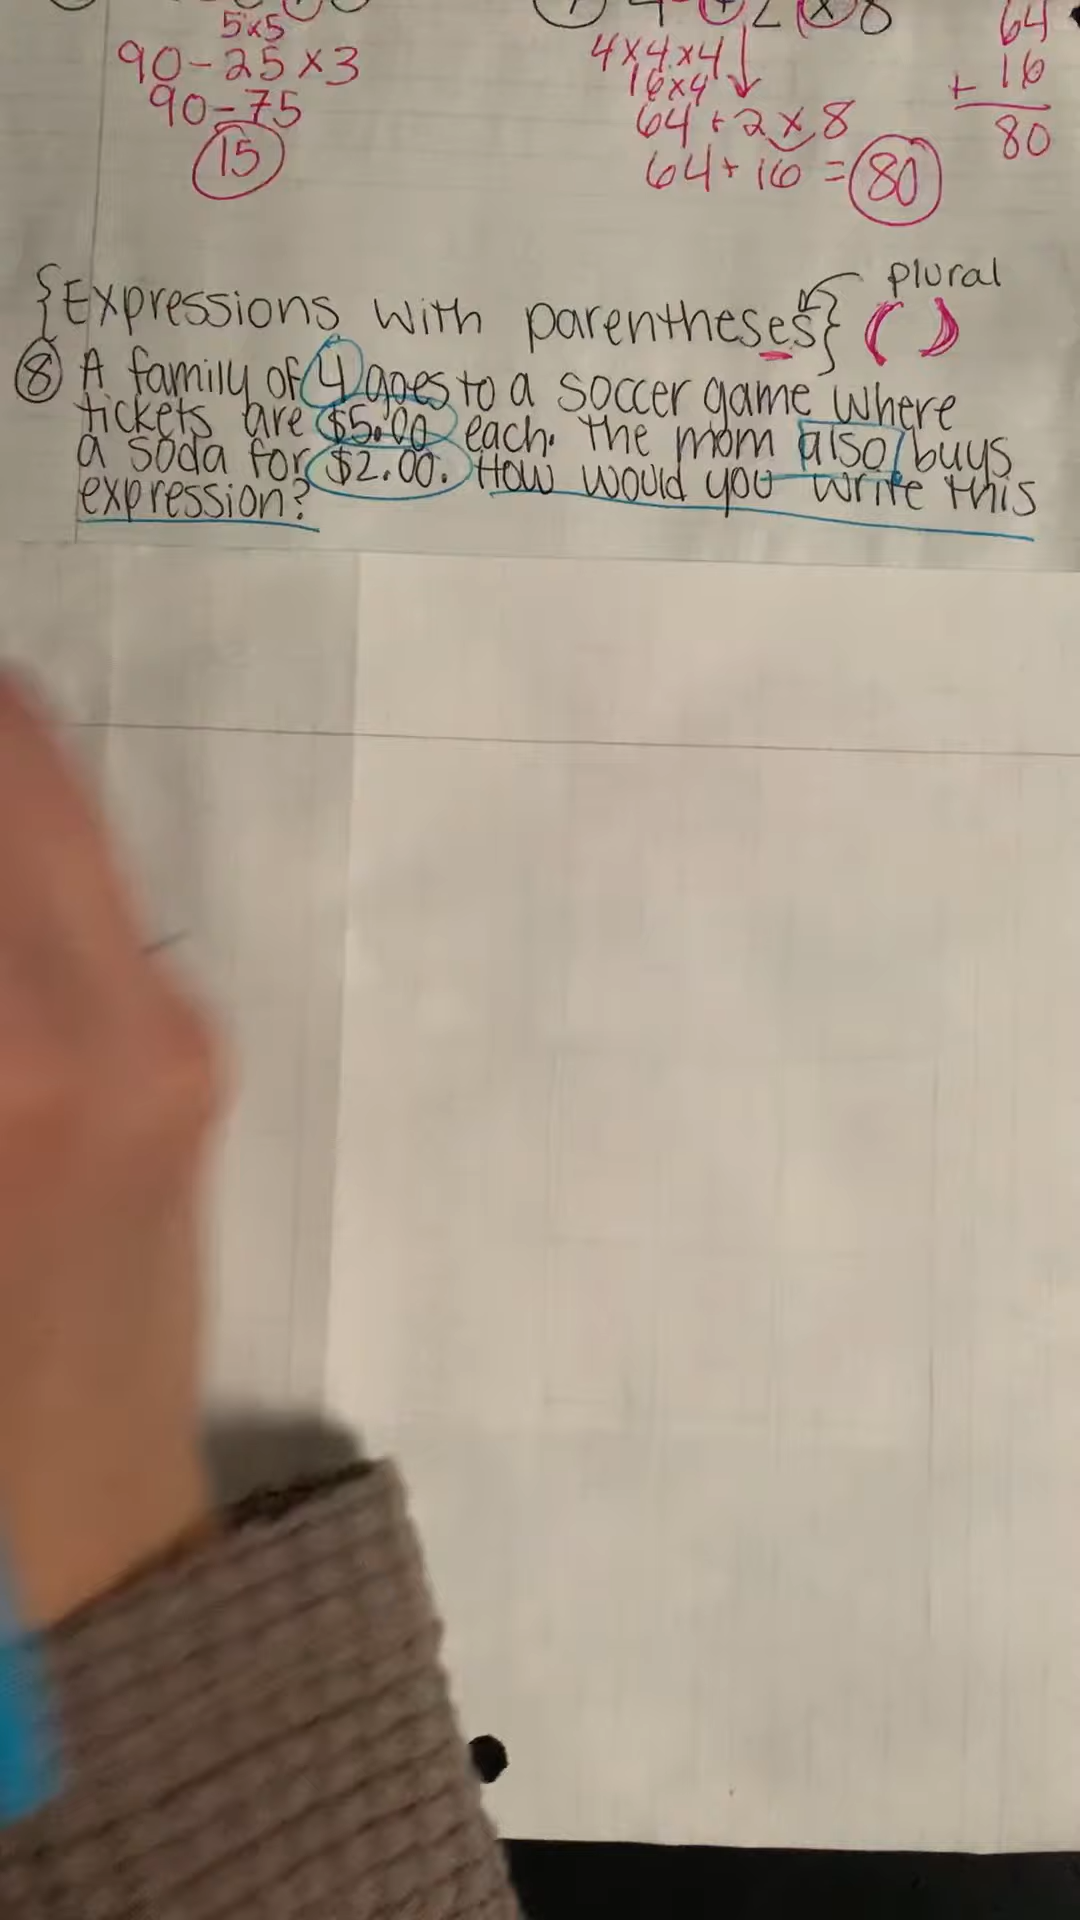 5x5
90-25x3
90-75
15
4x4x4
16x4
64+2x8
64+16 = 80
64
+ 16
80
{Expressions with parentheses} ( )
plural
8 A family of 4 goes to a soccer game where
tickets are $5.00 each. The mom also buys
a soda for $2.00. How would you write this
expression?